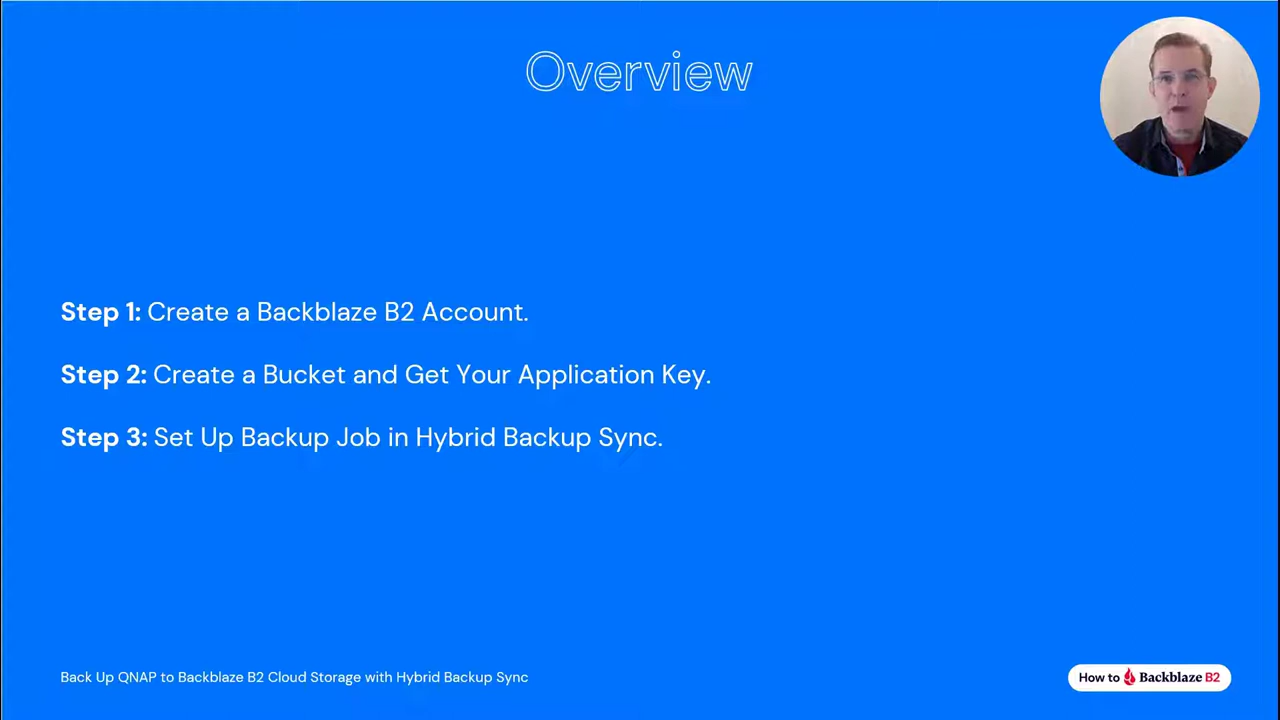 Overview
Step 1: Create a Backblaze B2 Account.
Step 2: Create a Bucket and Get Your Application Key.
Step 3: Set Up Backup Job in Hybrid Backup Sync.
Back Up QNAP to Backblaze B2 Cloud Storage with Hybrid Backup Sync
How to Backblaze B2